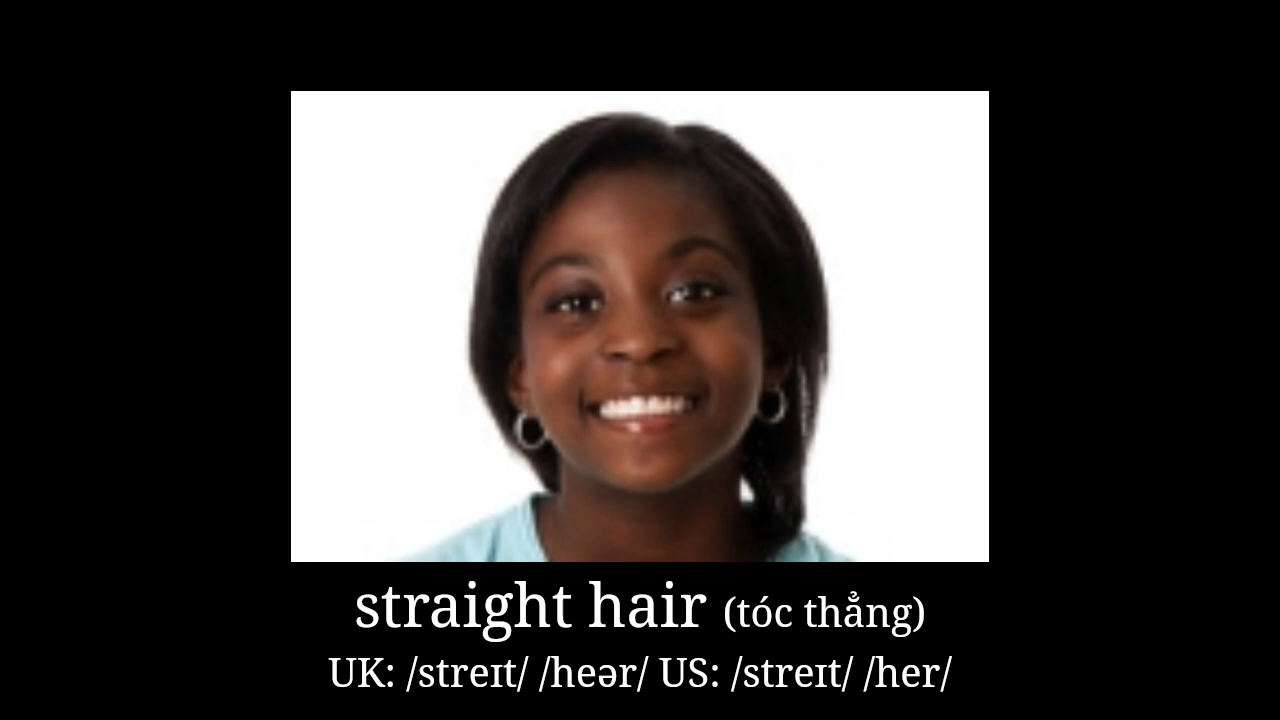 straight hair (tóc thẳng)
UK: /streɪt/ /heər/ US: /streɪt/ /her/